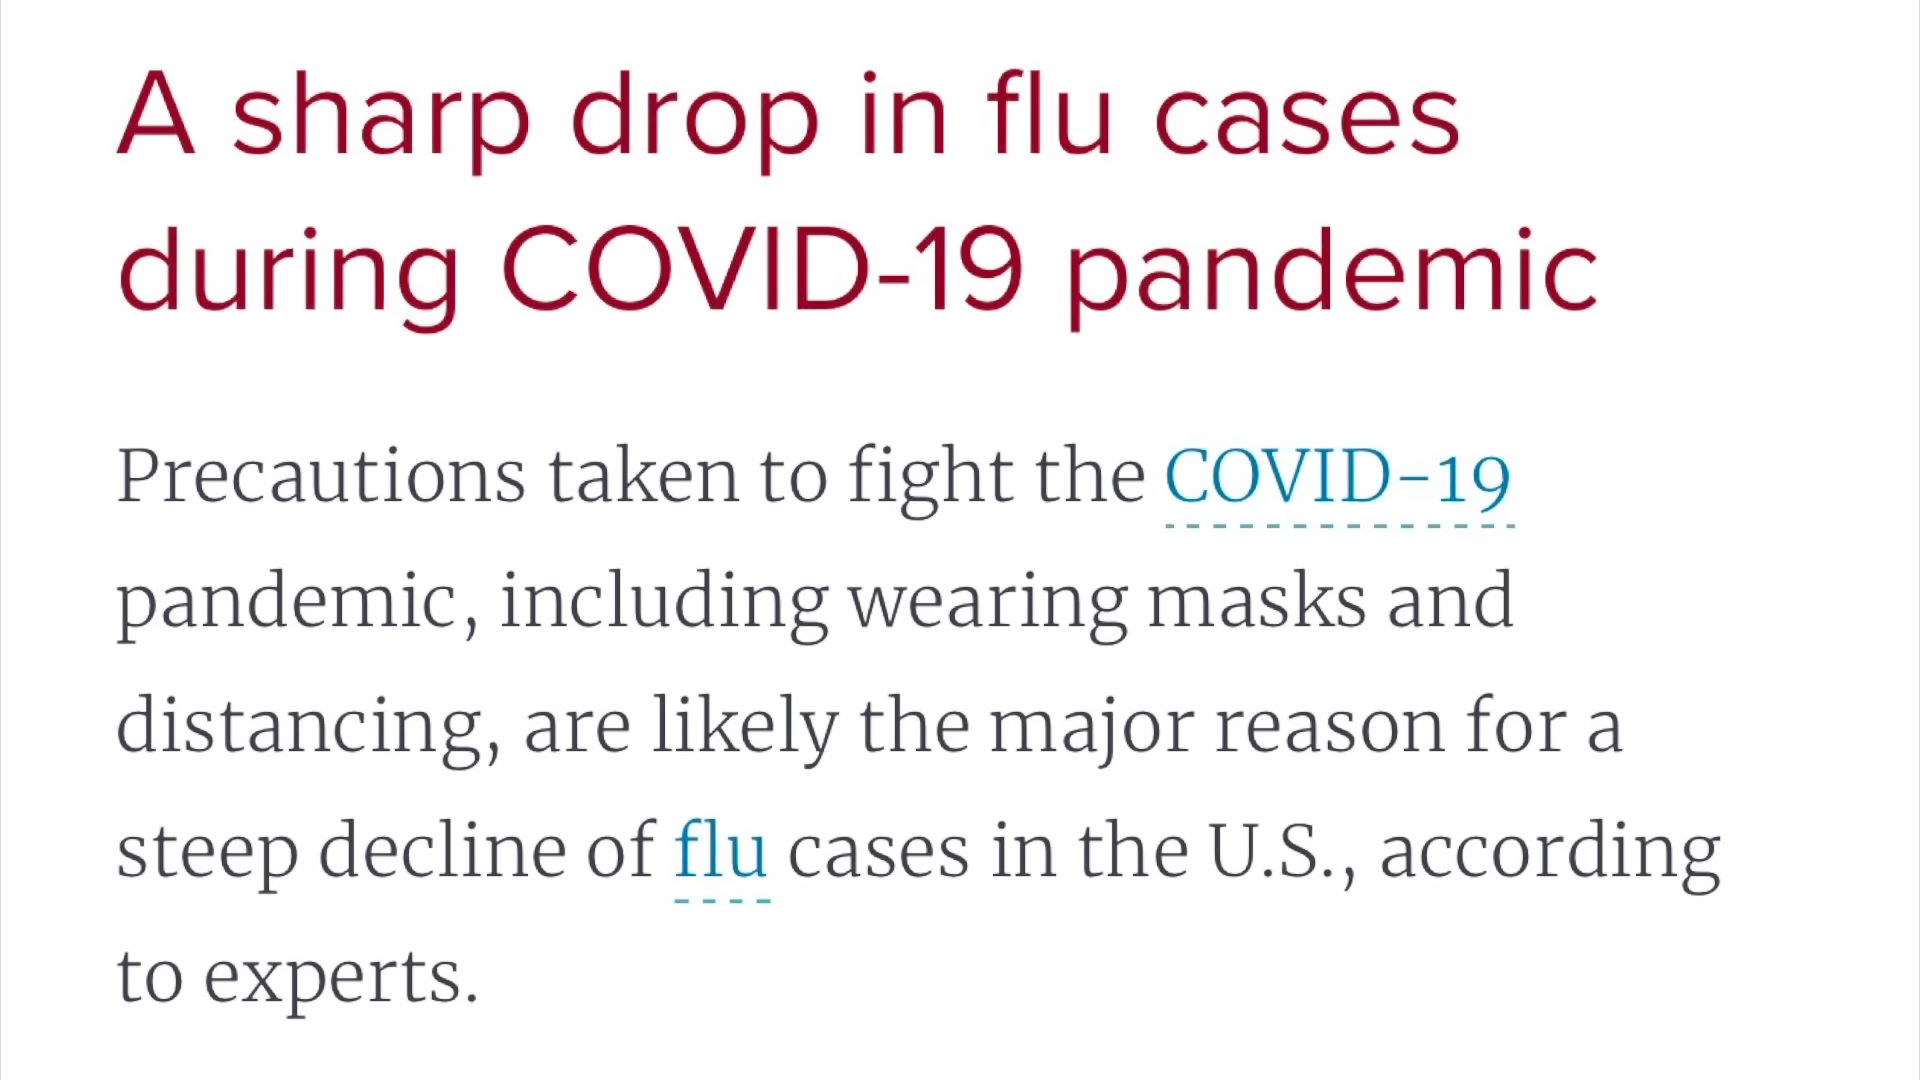 A sharp drop in flu cases
during COVID-19 pandemic
Precautions taken to fight the COVID-19
pandemic, including wearing masks and
distancing, are likely the major reason for a
steep decline of flu cases in the U.S., according
to experts.